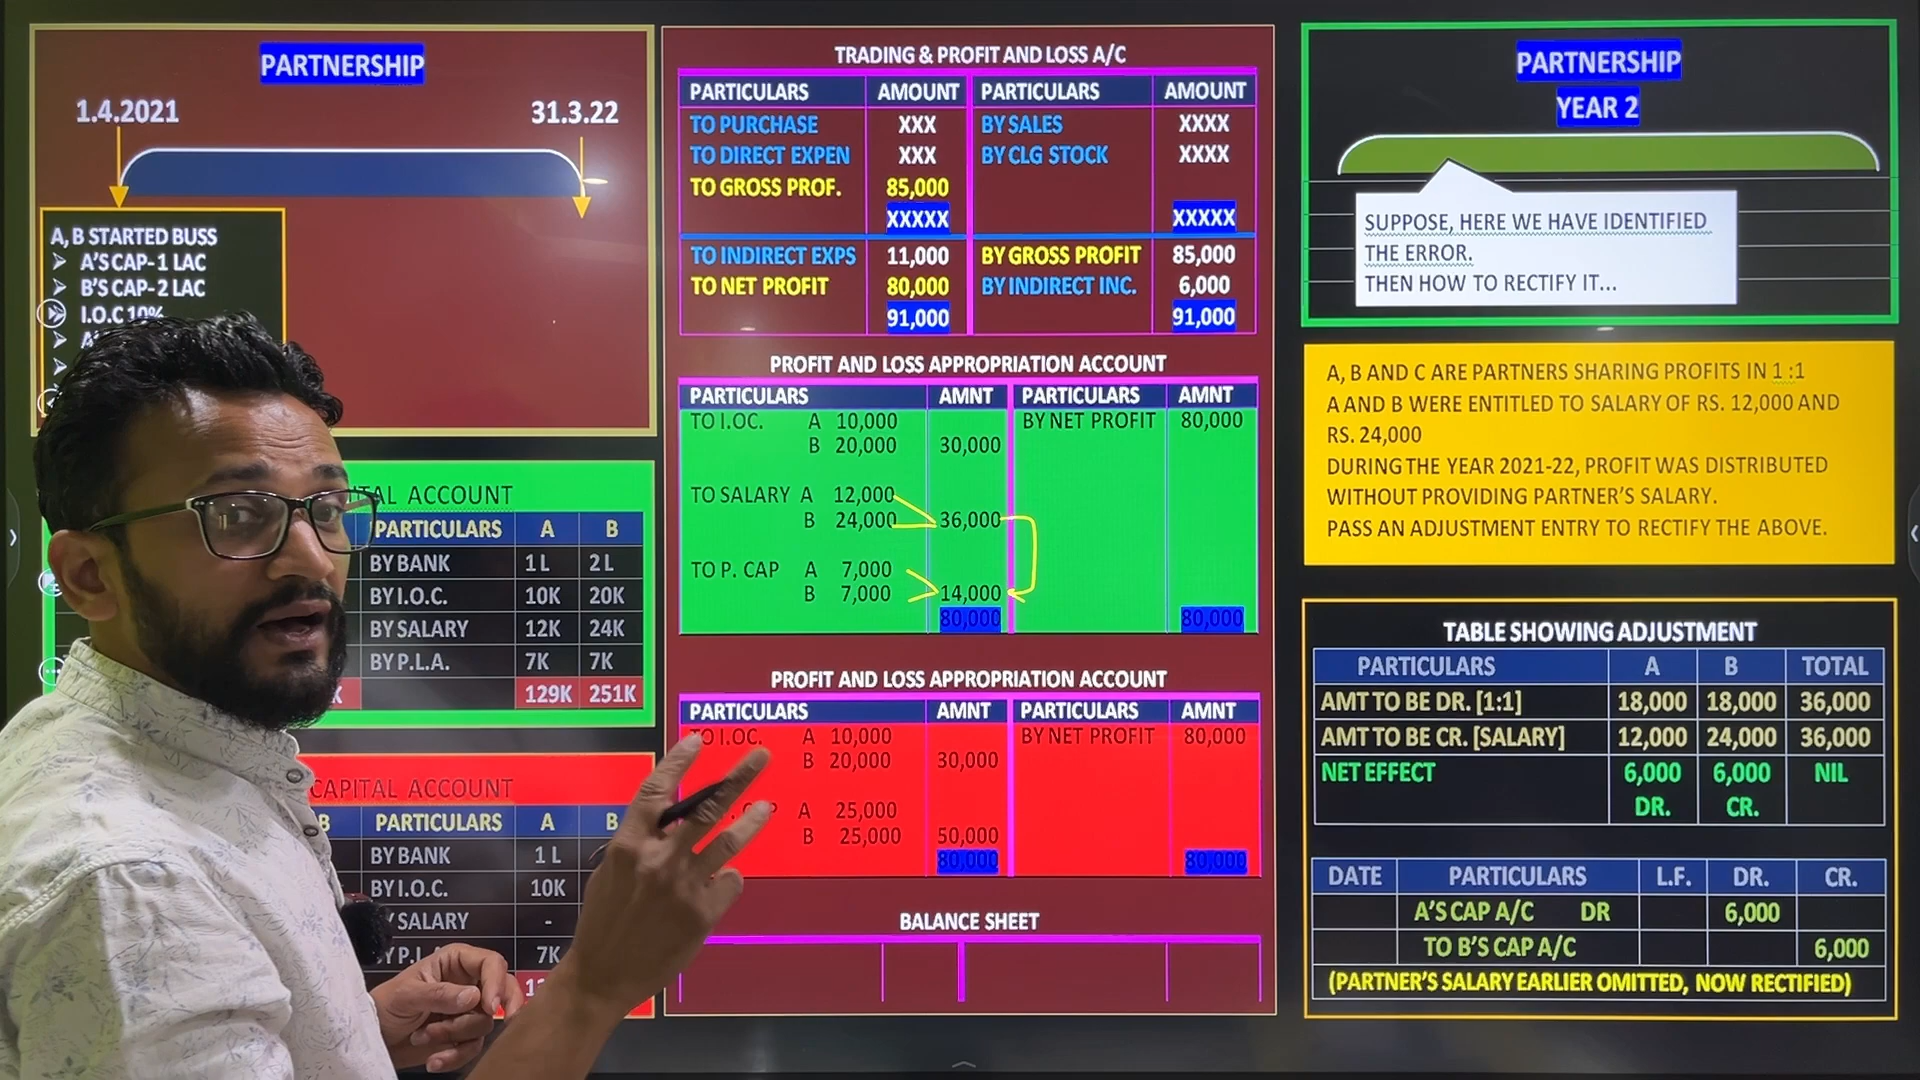 PARTNERSHIP
1.4.2021 31.3.22
A, B STARTED BUSS
A'S CAP- 1 LAC
B'S CAP- 2 LAC
I.O.C 10%
ACCOUNT
PARTICULARS A B
BY BANK 1 L 2 L
BY I.O.C. 10K 20K
BY SALARY 12K 24K
BY P.L.A. 7K 7K
129K 251K
CAPITAL ACCOUNT
B PARTICULARS A B
BY BANK 1 L
BY I.O.C. 10K
SALARY -
7K
TRADING & PROFIT AND LOSS A/C
PARTICULARS AMOUNT PARTICULARS AMOUNT
TO PURCHASE XXX BY SALES XXXX
TO DIRECT EXPEN XXX BY CLG STOCK XXXX
TO GROSS PROF. 85,000
XXXXX XXXXX
TO INDIRECT EXPS 11,000 BY GROSS PROFIT 85,000
TO NET PROFIT 80,000 BY INDIRECT INC. 6,000
91,000 91,000
PROFIT AND LOSS APPROPRIATION ACCOUNT
PARTICULARS AMNT PARTICULARS AMNT
TO I.OC. A 10,000 BY NET PROFIT 80,000
B 20,000 30,000
TO SALARY A 12,000
B 24,000 36,000
TO P. CAP A 7,000
B 7,000 14,000
80,000 80,000
PROFIT AND LOSS APPROPRIATION ACCOUNT
PARTICULARS AMNT PARTICULARS AMNT
TO I.OC. A 10,000 BY NET PROFIT 80,000
B 20,000 30,000
A 25,000
B 25,000 50,000
80,000 80,000
BALANCE SHEET
PARTNERSHIP
YEAR 2
SUPPOSE, HERE WE HAVE IDENTIFIED
THE ERROR.
THEN HOW TO RECTIFY IT...
A, B AND C ARE PARTNERS SHARING PROFITS IN 1 :1
A AND B WERE ENTITLED TO SALARY OF RS. 12,000 AND
RS. 24,000
DURING THE YEAR 2021-22, PROFIT WAS DISTRIBUTED
WITHOUT PROVIDING PARTNER'S SALARY.
PASS AN ADJUSTMENT ENTRY TO RECTIFY THE ABOVE.
TABLE SHOWING ADJUSTMENT
PARTICULARS A B TOTAL
AMT TO BE DR. [1:1] 18,000 18,000 36,000
AMT TO BE CR. [SALARY] 12,000 24,000 36,000
NET EFFECT 6,000 6,000 NIL
DR. CR.
DATE PARTICULARS L.F. DR. CR.
A'S CAP A/C DR 6,000
TO B'S CAP A/C 6,000
(PARTNER'S SALARY EARLIER OMITTED, NOW RECTIFIED)